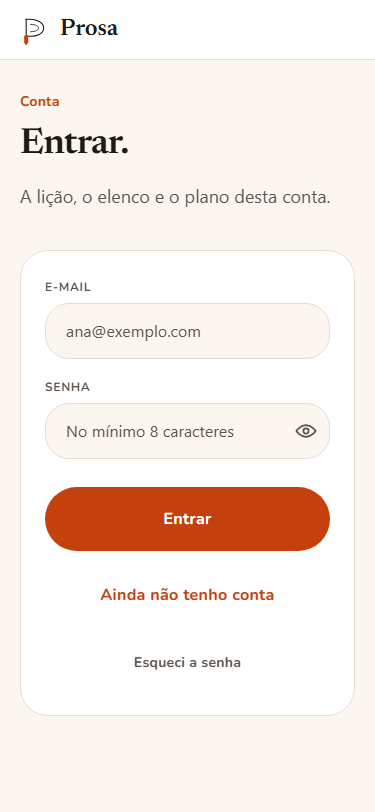 Prosa
Conta
Entrar.
A lição, o elenco e o plano desta conta.
E-MAIL
ana@exemplo.com
SENHA
No mínimo 8 caracteres
Entrar
Ainda não tenho conta
Esqueci a senha